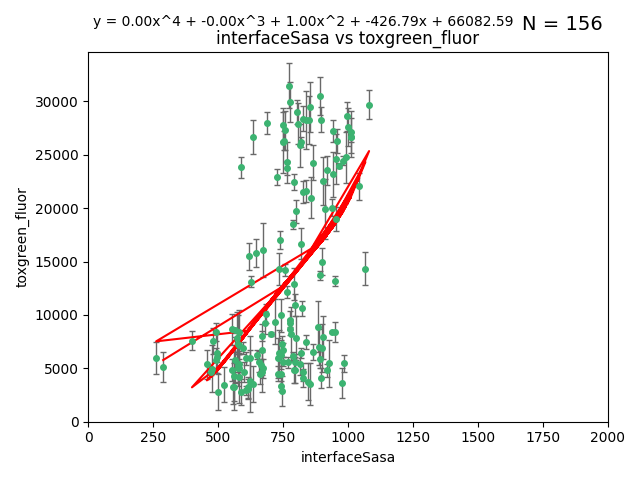 y = 0.00x^4 + -0.00x^3 + 1.00x^2 + -426.79x + 66082.59 N = 156
interfaceSasa vs toxgreen_fluor
30000
25000
20000
15000
10000
5000
0
toxgreen_fluor
0 250 500 750 1000 1250 1500 1750 2000
interfaceSasa